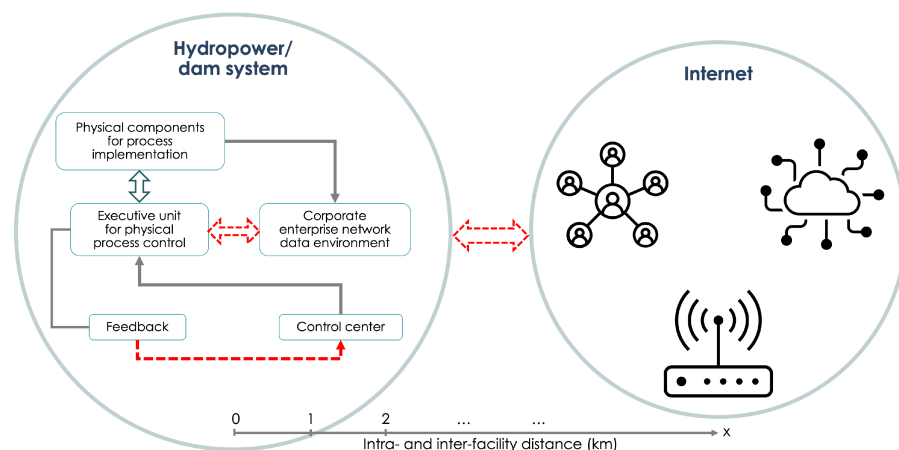 Hydropower/
dam system
Internet
Physical components
for process
implementation
Executive unit
for physical
process control
Corporate
enterprise network
data environment
Feedback
Control center
0 1 2 ... ... x
Intra- and inter-facility distance (km)